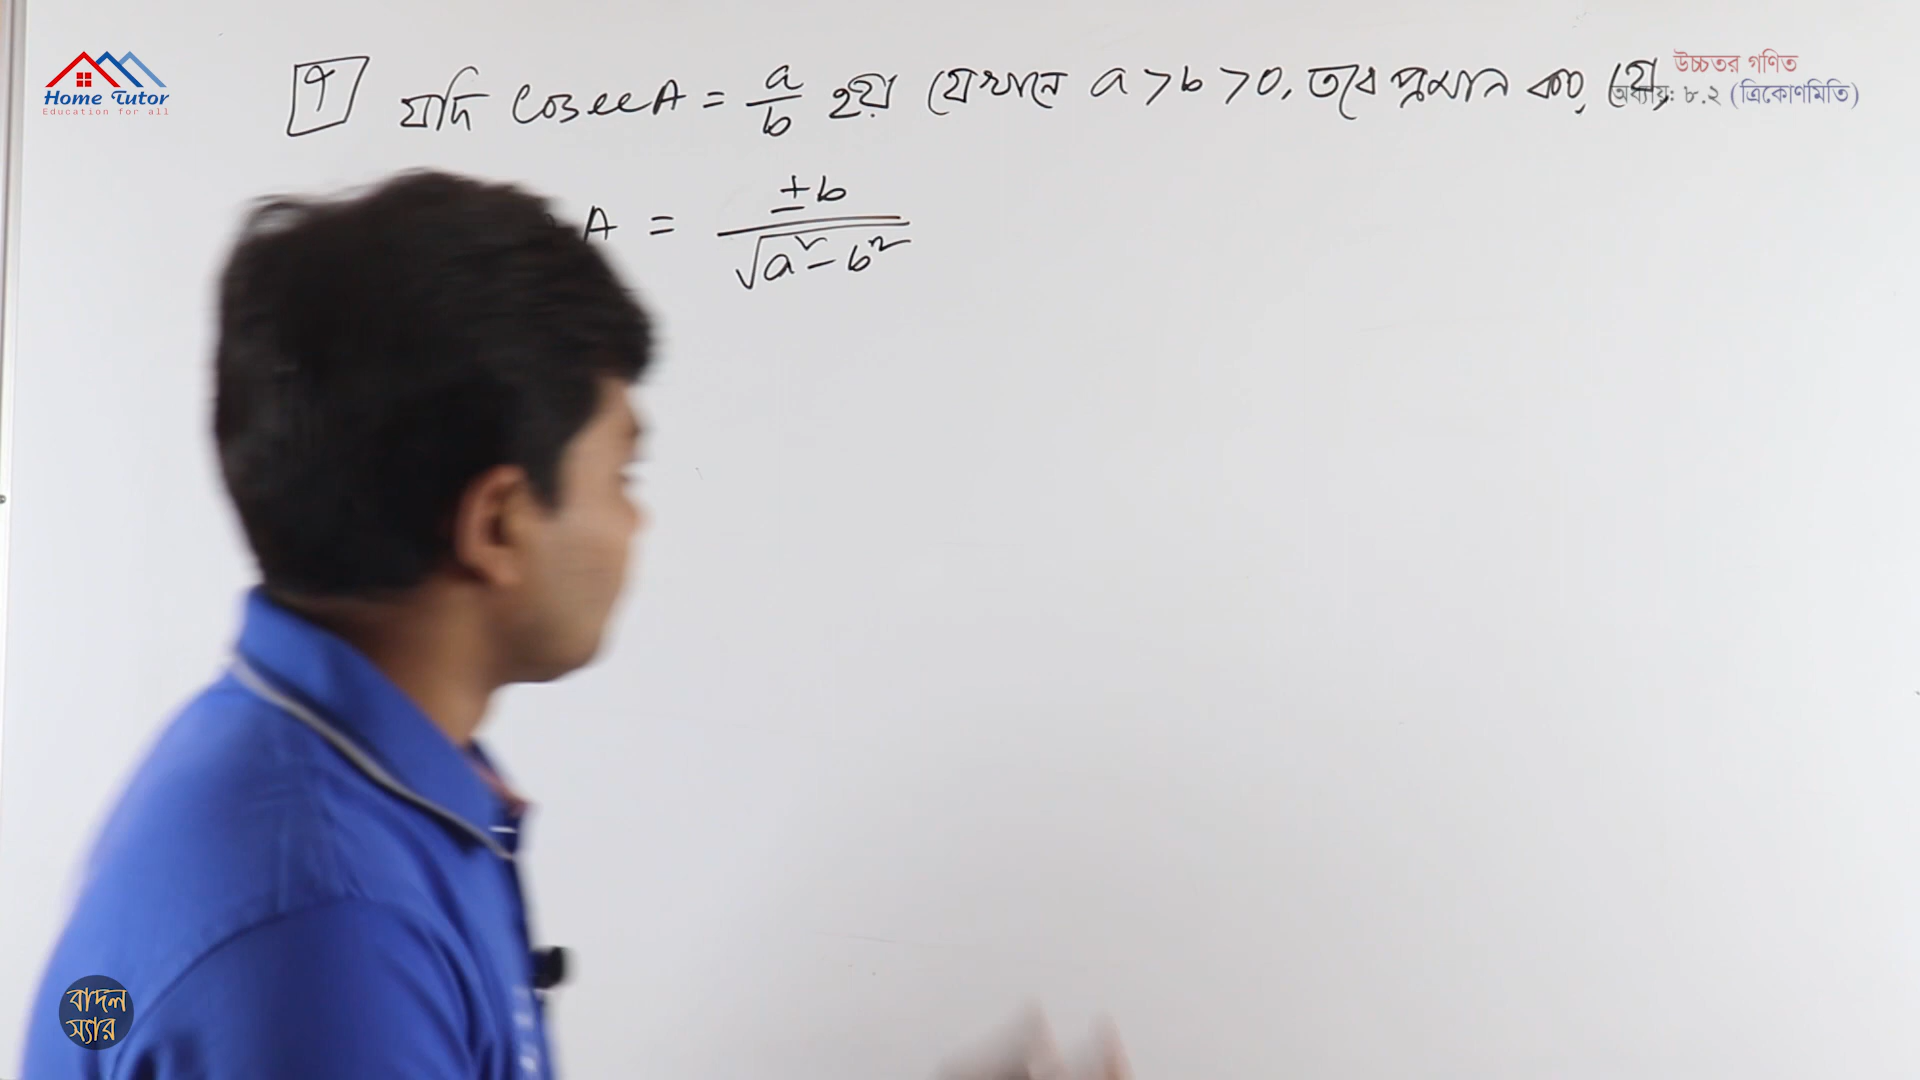 Home Tutor
Education for all
উচ্চতর গণিত
অধ্যায়: ৮.২ (ত্রিকোণমিতি)
৭ যদি cosec A = a/b হয় যেখানে a > b > 0, তবে প্রমান কর, যে,
A = ±b/√(a² - b²)
বাদল
স্যার